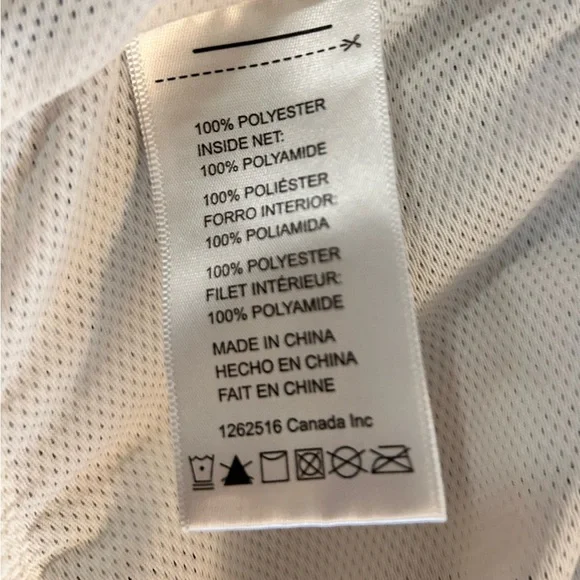 100% POLYESTER
INSIDE NET:
100% POLYAMIDE
100% POLIÉSTER
FORRO INTERIOR:
100% POLIAMIDA
100% POLYESTER
FILET INTÉRIEUR:
100% POLYAMIDE
MADE IN CHINA
HECHO EN CHINA
FAIT EN CHINE
1262516 Canada Inc